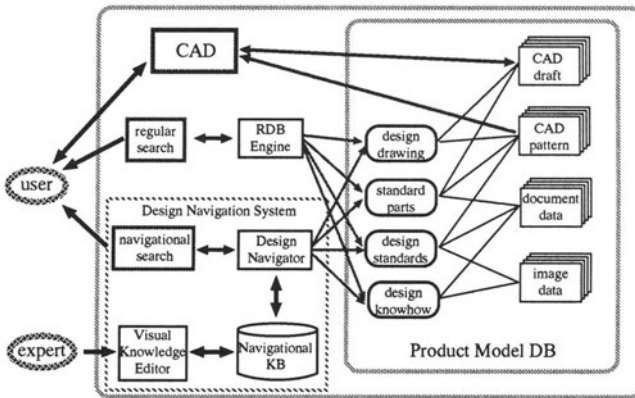 CAD
CAD
draft
regular
search
RDB
Engine
design
drawing
CAD
pattern
user
standard
parts
Design Navigation System
document
data
navigational
search
Design
Navigator
design
standards
image
data
design
knowhow
expert
Visual
Knowledge
Editor
Navigational
KB
Product Model DB